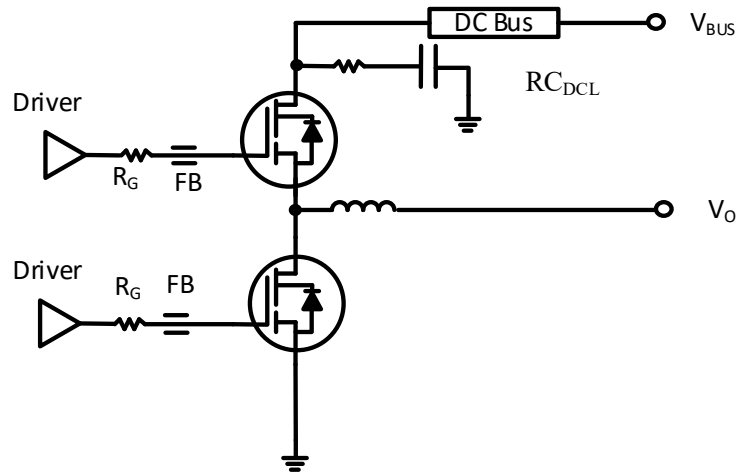 DC Bus
V_BUS
RC_DCL
Driver
R_G
FB
V_O
Driver
R_G
FB